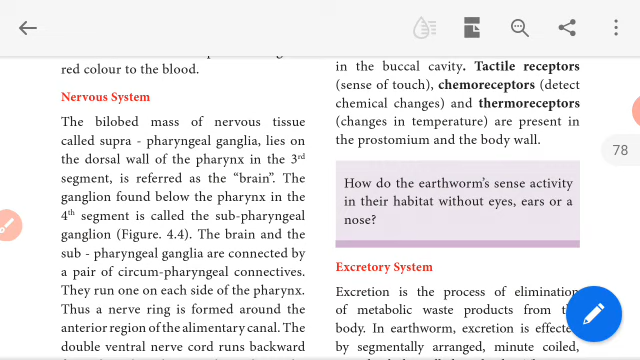 red colour to the blood.
Nervous System
The bilobed mass of nervous tissue
called supra - pharyngeal ganglia, lies on
the dorsal wall of the pharynx in the 3rd
segment, is referred as the “brain”. The
ganglion found below the pharynx in the
4th segment is called the sub-pharyngeal
ganglion (Figure. 4.4). The brain and the
sub - pharyngeal ganglia are connected by
a pair of circum-pharyngeal connectives.
They run one on each side of the pharynx.
Thus a nerve ring is formed around the
anterior region of the alimentary canal. The
double ventral nerve cord runs backward
in the buccal cavity. Tactile receptors
(sense of touch), chemoreceptors (detect
chemical changes) and thermoreceptors
(changes in temperature) are present in
the prostomium and the body wall.
How do the earthworm’s sense activity
in their habitat without eyes, ears or a
nose?
Excretory System
Excretion is the process of elimination
of metabolic waste products from
body. In earthworm, excretion is effected
by segmentally arranged, minute coiled,
78